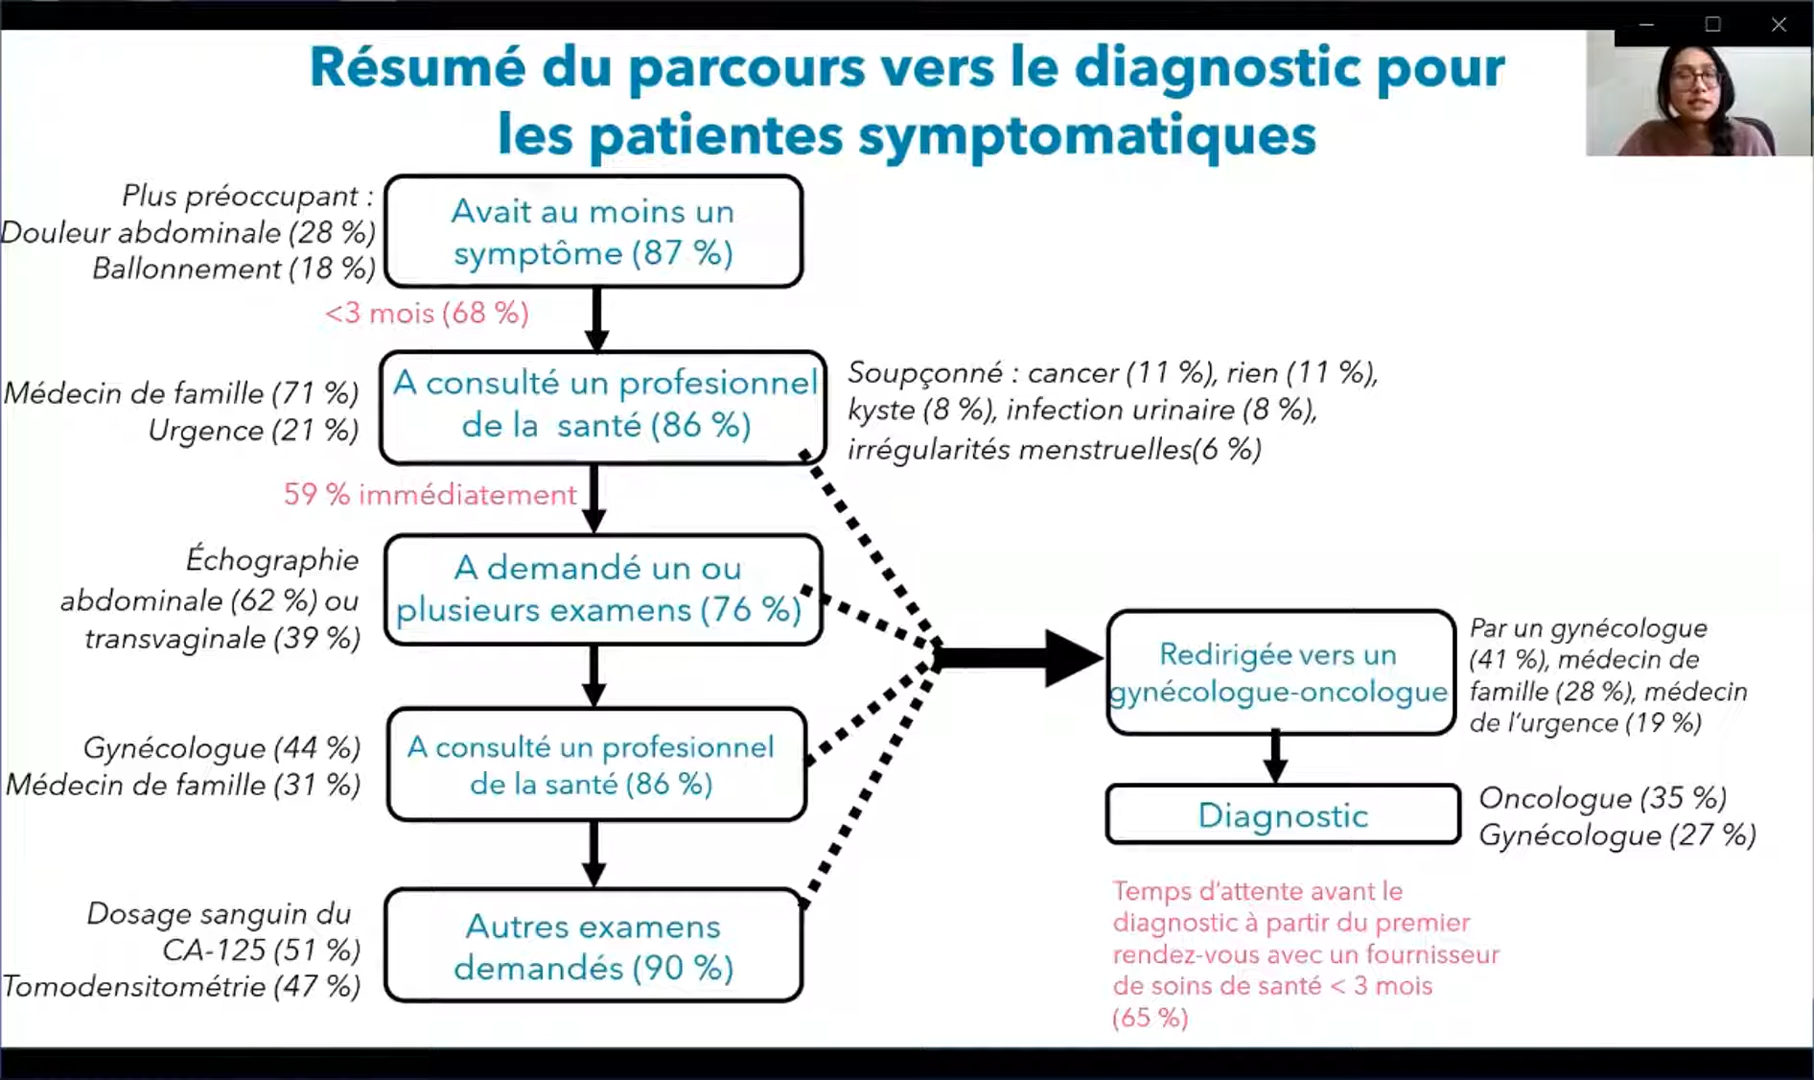 Résumé du parcours vers le diagnostic pour
les patientes symptomatiques
Plus préoccupant :
Douleur abdominale (28 %)
Ballonnement (18 %)
Avait au moins un
symptôme (87 %)
<3 mois (68 %)
Médecin de famille (71 %)
Urgence (21 %)
A consulté un profesionnel
de la santé (86 %)
Soupçonné : cancer (11 %), rien (11 %),
kyste (8 %), infection urinaire (8 %),
irrégularités menstruelles(6 %)
59 % immédiatement
Échographie
abdominale (62 %) ou
transvaginale (39 %)
A demandé un ou
plusieurs examens (76 %)
Gynécologue (44 %)
Médecin de famille (31 %)
A consulté un profesionnel
de la santé (86 %)
Dosage sanguin du
CA-125 (51 %)
Tomodensitométrie (47 %)
Autres examens
demandés (90 %)
Redirigée vers un
gynécologue-oncologue
Par un gynécologue
(41 %), médecin de
famille (28 %), médecin
de l'urgence (19 %)
Diagnostic
Oncologue (35 %)
Gynécologue (27 %)
Temps d'attente avant le
diagnostic à partir du premier
rendez-vous avec un fournisseur
de soins de santé < 3 mois
(65 %)